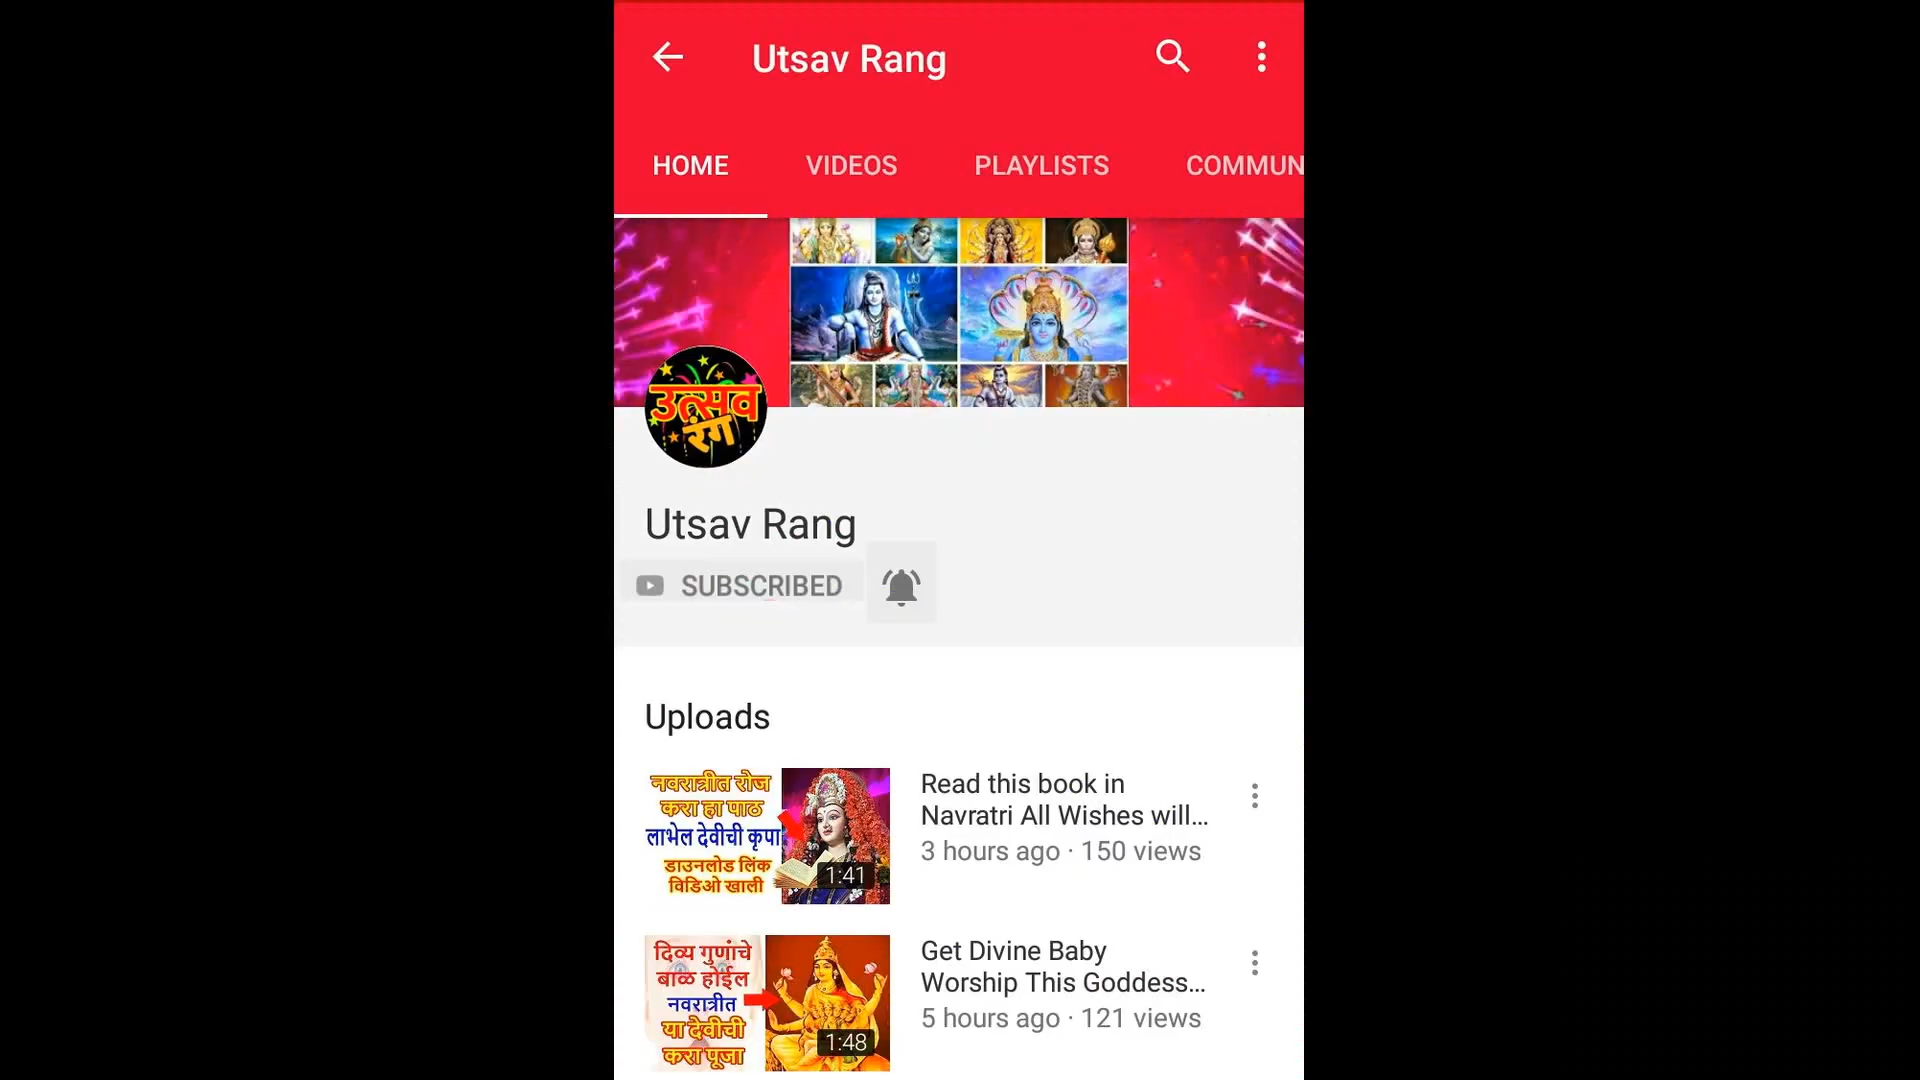 Utsav Rang
HOME VIDEOS PLAYLISTS COMMUN
उत्सव
रंग
Utsav Rang
SUBSCRIBED
Uploads
नवरात्रीत रोज
करा हा पाठ
लाभेल देवीची कृपा
डाउनलोड लिंक
विडिओ खाली
1:41
Read this book in
Navratri All Wishes will...
3 hours ago · 150 views
दिव्य गुणांचे
बाळ होईल
नवरात्रीत
या देवीची
करा पूजा
1:48
Get Divine Baby
Worship This Goddess...
5 hours ago · 121 views